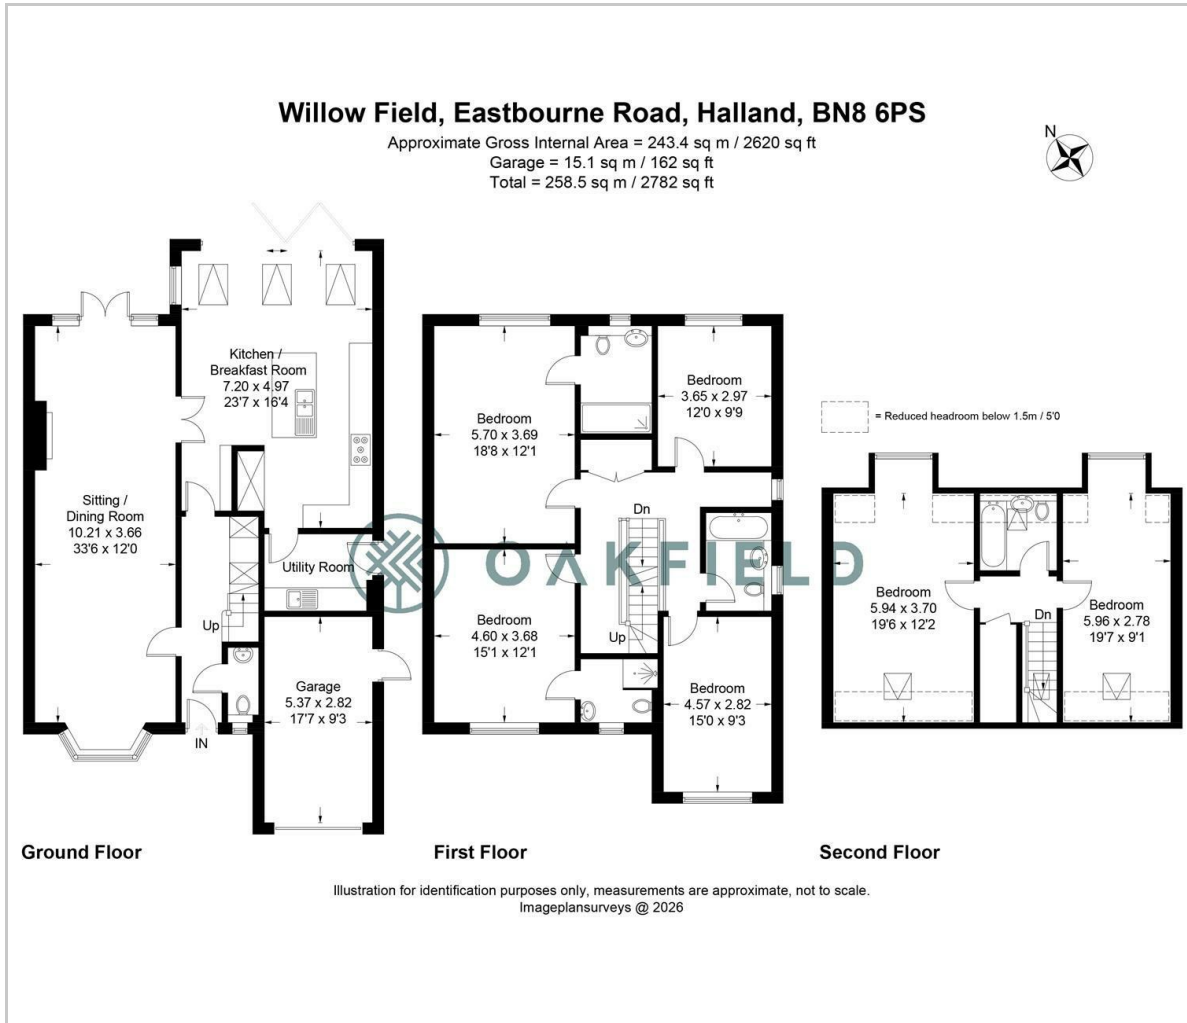 Willow Field, Eastbourne Road, Halland, BN8 6PS
Approximate Gross Internal Area = 243.4 sq m / 2620 sq ft
Garage = 15.1 sq m / 162 sq ft
Total = 258.5 sq m / 2782 sq ft
N
Kitchen /
Breakfast Room
7.20 x 4.97
23'7 x 16'4
Sitting /
Dining Room
10.21 x 3.66
33'6 x 12'0
Utility Room
Up
Garage
5.37 x 2.82
17'7 x 9'3
IN
Ground Floor
Bedroom
5.70 x 3.69
18'8 x 12'1
Bedroom
3.65 x 2.97
12'0 x 9'9
Dn
OAKFIELD
Bedroom
4.60 x 3.68
15'1 x 12'1
Up
Bedroom
4.57 x 2.82
15'0 x 9'3
First Floor
= Reduced headroom below 1.5m / 5'0
Bedroom
5.94 x 3.70
19'6 x 12'2
Dn
Bedroom
5.96 x 2.78
19'7 x 9'1
Second Floor
Illustration for identification purposes only, measurements are approximate, not to scale.
Imageplansurveys @ 2026